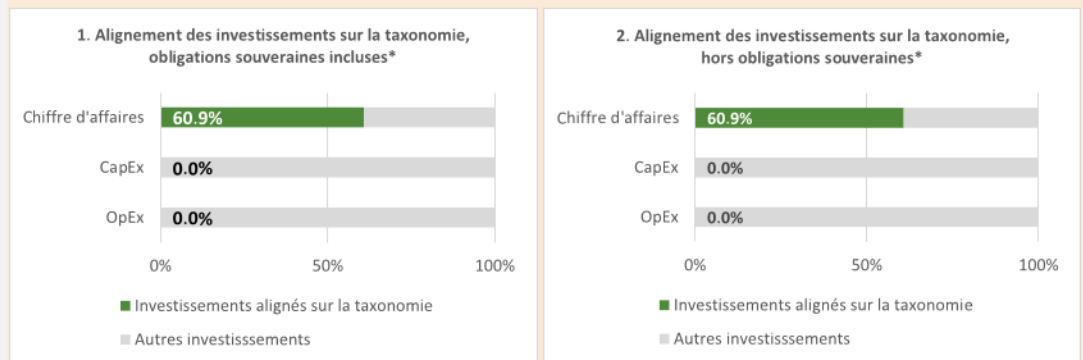 1. Alignement des investissements sur la taxonomie,
obligations souveraines incluses*
Chiffre d'affaires
60.9%
CapEx
0.0%
OpEx
0.0%
0%
50%
100%
Investissements alignés sur la taxonomie
Autres investisssements
2. Alignement des investissements sur la taxonomie,
hors obligations souveraines*
Chiffre d'affaires
60.9%
CapEx
0.0%
OpEx
0.0%
0%
50%
100%
Investissements alignés sur la taxonomie
Autres investisssements